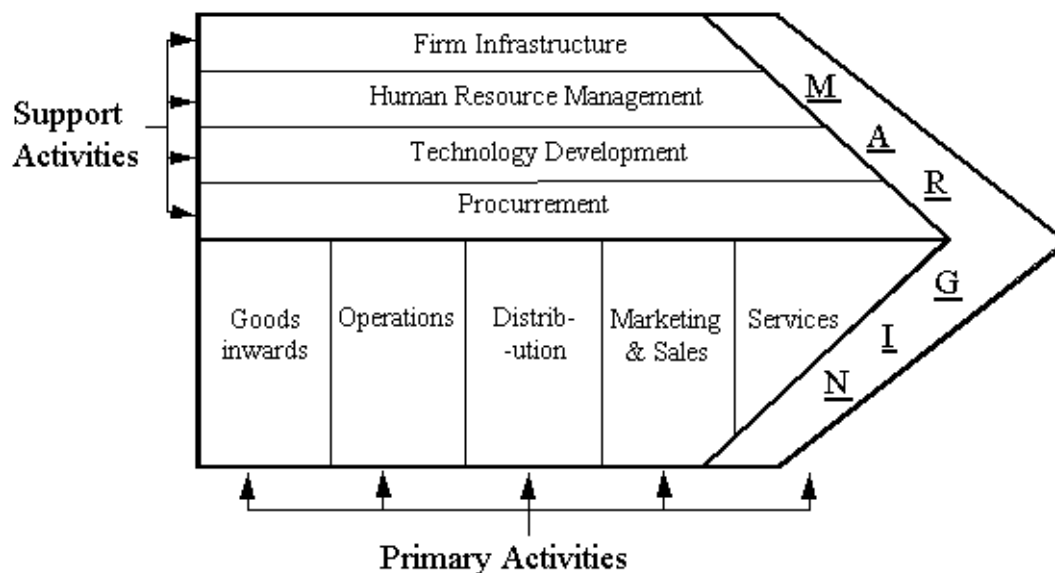 Firm Infrastructure
Human Resource Management
Technology Development
Procurrement
Support
Activities
M
A
R
G
I
N
Goods
inwards
Operations
Distrib-
-ution
Marketing
& Sales
Services
Primary Activities